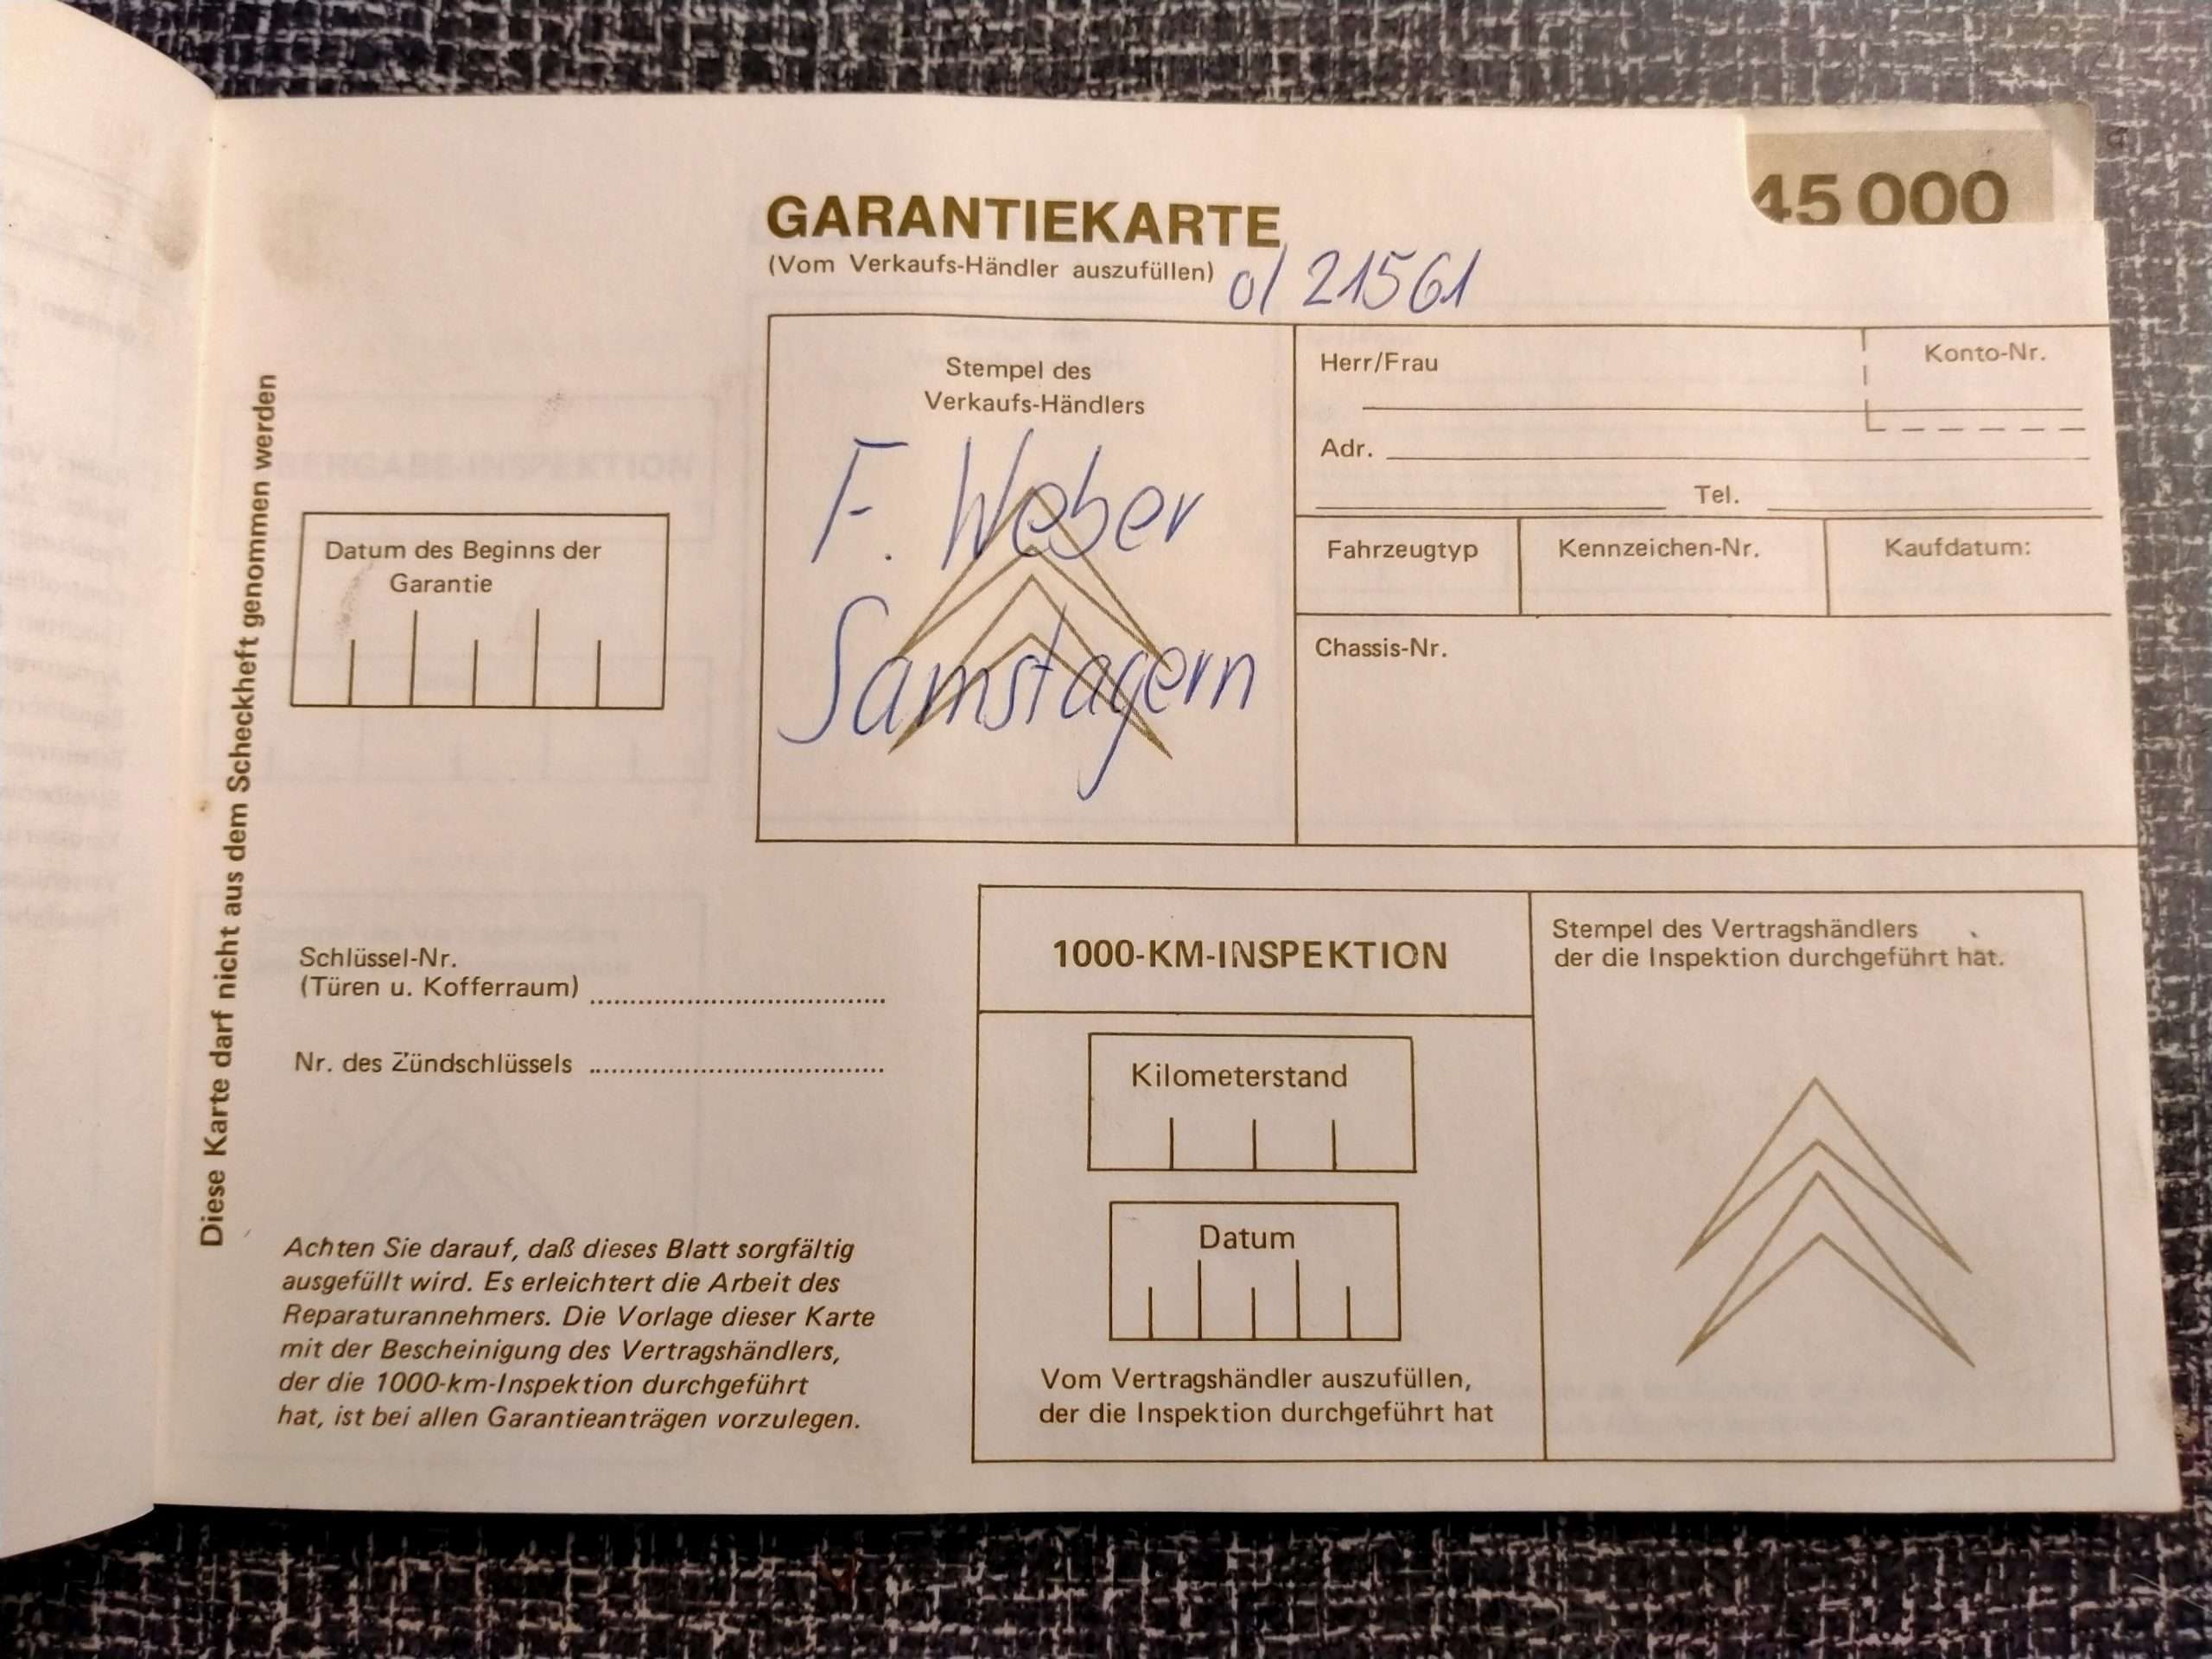 45 000
GARANTIEKARTE
(Vom Verkaufs-Händler auszufüllen)
o/ 21561
Stempel des
Verkaufs-Händlers
F. Weber
Samstagern
Herr/Frau
Konto-Nr.
Adr.
Tel.
Fahrzeugtyp
Kennzeichen-Nr.
Kaufdatum:
Chassis-Nr.
Diese Karte darf nicht aus dem Scheckheft genommen werden
Datum des Beginns der
Garantie
Schlüssel-Nr.
(Türen u. Kofferraum)
Nr. des Zündschlüssels
Achten Sie darauf, daß dieses Blatt sorgfältig
ausgefüllt wird. Es erleichtert die Arbeit des
Reparaturannehmers. Die Vorlage dieser Karte
mit der Bescheinigung des Vertragshändlers,
der die 1000-km-Inspektion durchgeführt
hat, ist bei allen Garantieanträgen vorzulegen.
1000-KM-INSPEKTION
Kilometerstand
Datum
Vom Vertragshändler auszufüllen,
der die Inspektion durchgeführt hat
Stempel des Vertragshändlers
der die Inspektion durchgeführt hat.